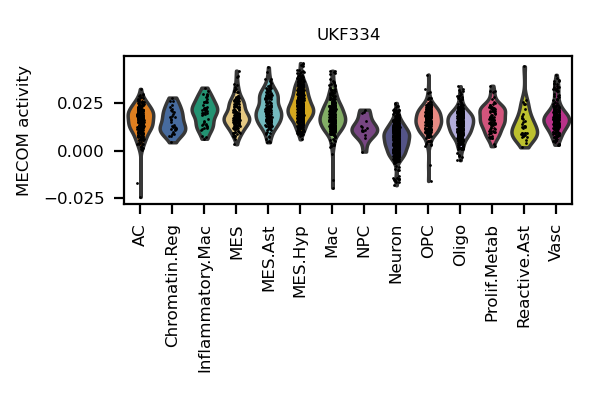 UKF334
MECOM activity
0.025
0.000
−0.025
AC
Chromatin.Reg
Inflammatory.Mac
MES
MES.Ast
MES.Hyp
Mac
NPC
Neuron
OPC
Oligo
Prolif.Metab
Reactive.Ast
Vasc